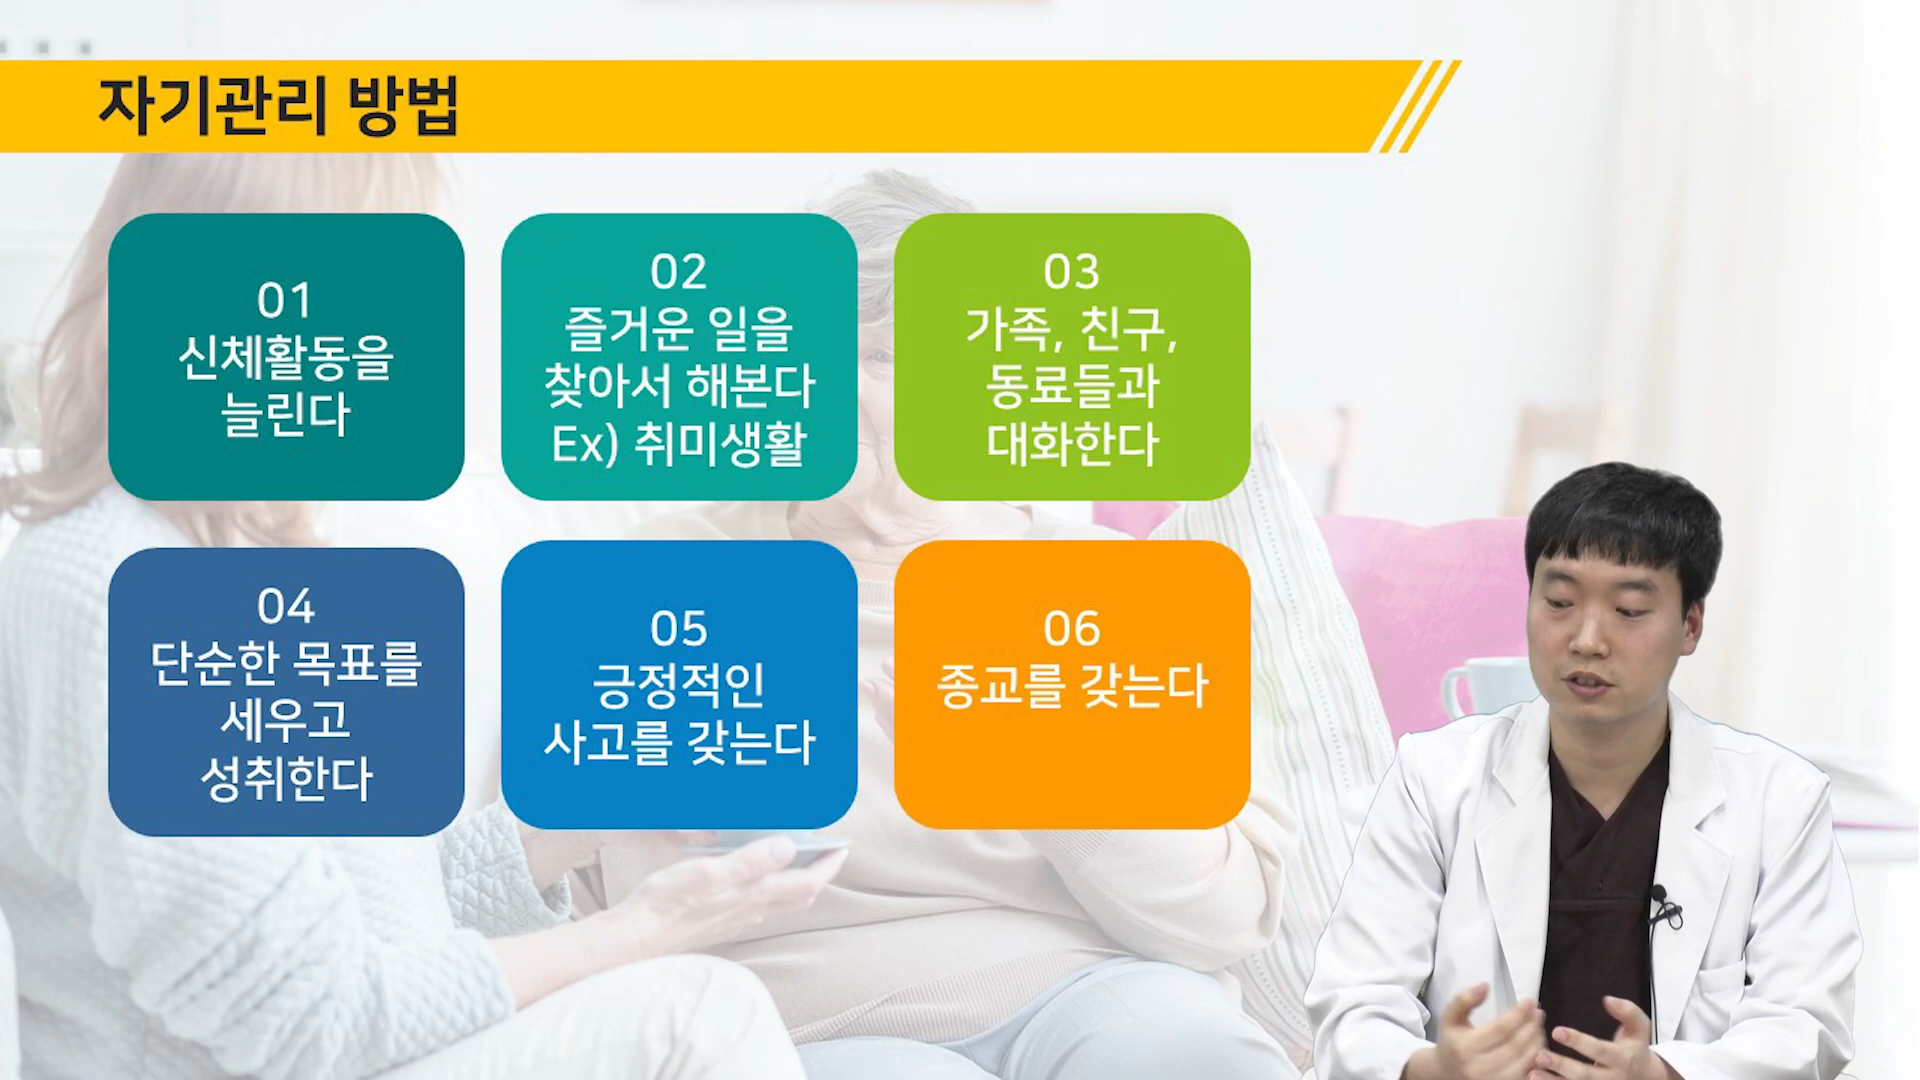 자기관리 방법
01
신체활동을
늘린다
02
즐거운 일을
찾아서 해본다
Ex) 취미생활
03
가족, 친구,
동료들과
대화한다
04
단순한 목표를
세우고
성취한다
05
긍정적인
사고를 갖는다
06
종교를 갖는다